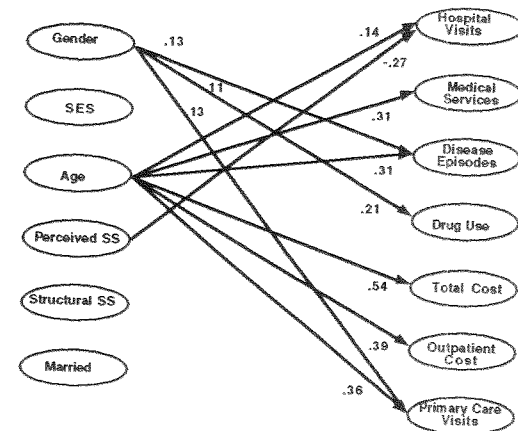 Gender
SES
Age
Perceived SS
Structural SS
Married
.13
.11
13
.14
-.27
.31
.31
.21
.54
.39
.36
Hospital
Visits
Medical
Services
Disease
Episodes
Drug Use
Total Cost
Outpatient
Cost
Primary Care
Visits